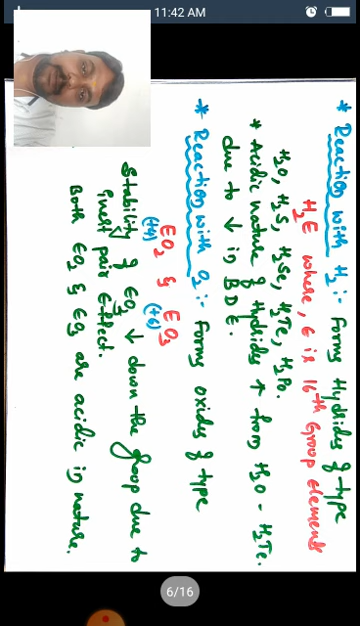 11:42 AM
* Reaction with H2 :- Forms Hydrides of type
H2E where, E is 16th Group elements
H2O, H2S, H2Se, H2Te, H2Po.
* Acidic nature of Hydrides ↑ from H2O - H2Te.
due to ↓ in BDE.
* Reaction with O2 :- Forms oxides of type
EO2 & EO3
(+4) (+6)
Stability of EO3 ↓ down the group due to
Inert pair Effect.
Both EO2 & EO3 are acidic in nature.
6/16